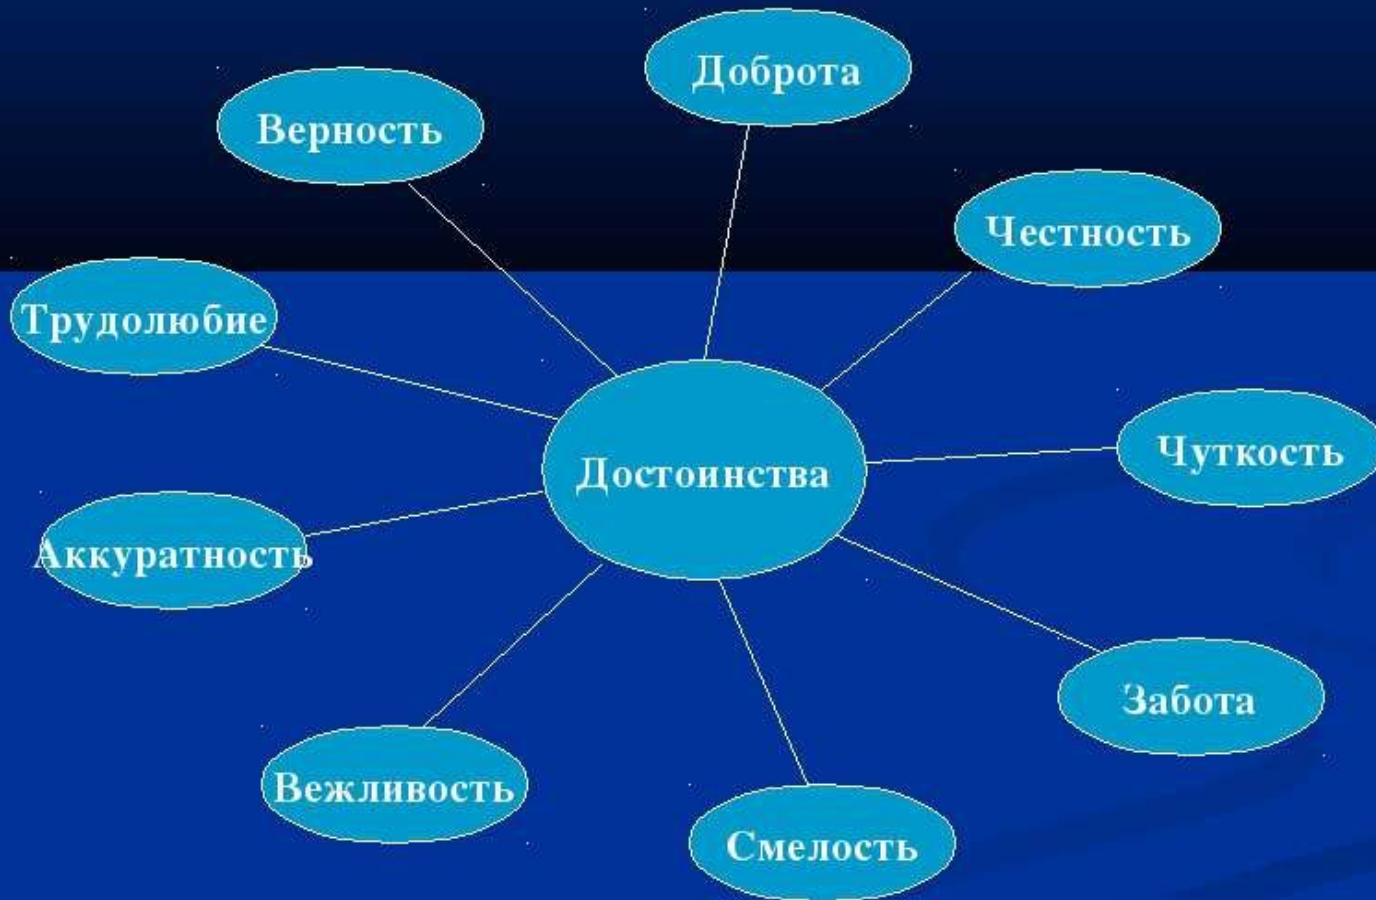 Доброта
Верность
Честность
Трудолюбие
Чуткость
Достоинства
Аккуратность
Забота
Вежливость
Смелость